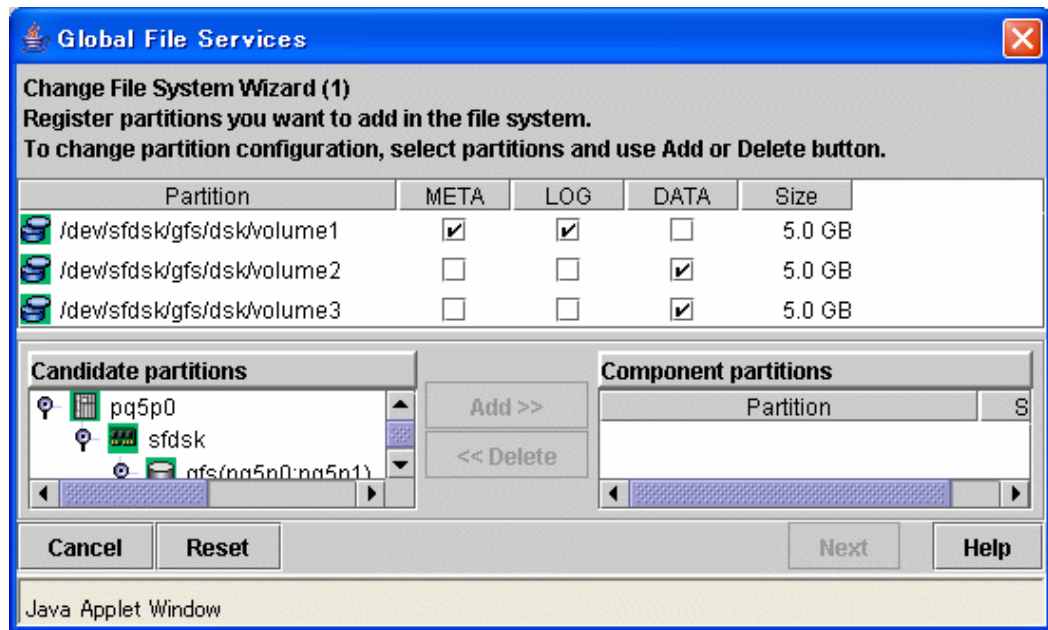 Global File Services
Change File System Wizard (1)
Register partitions you want to add in the file system.
To change partition configuration, select partitions and use Add or Delete button.
Partition META LOG DATA Size
/dev/sfdsk/gfs/dsk/volume1 5.0 GB
/dev/sfdsk/gfs/dsk/volume2 5.0 GB
/dev/sfdsk/gfs/dsk/volume3 5.0 GB
Candidate partitions
pq5p0
sfdsk
gfs(pq5p0:pq5p1)
Add >>
<< Delete
Component partitions
Partition S
Cancel Reset Next Help
Java Applet Window